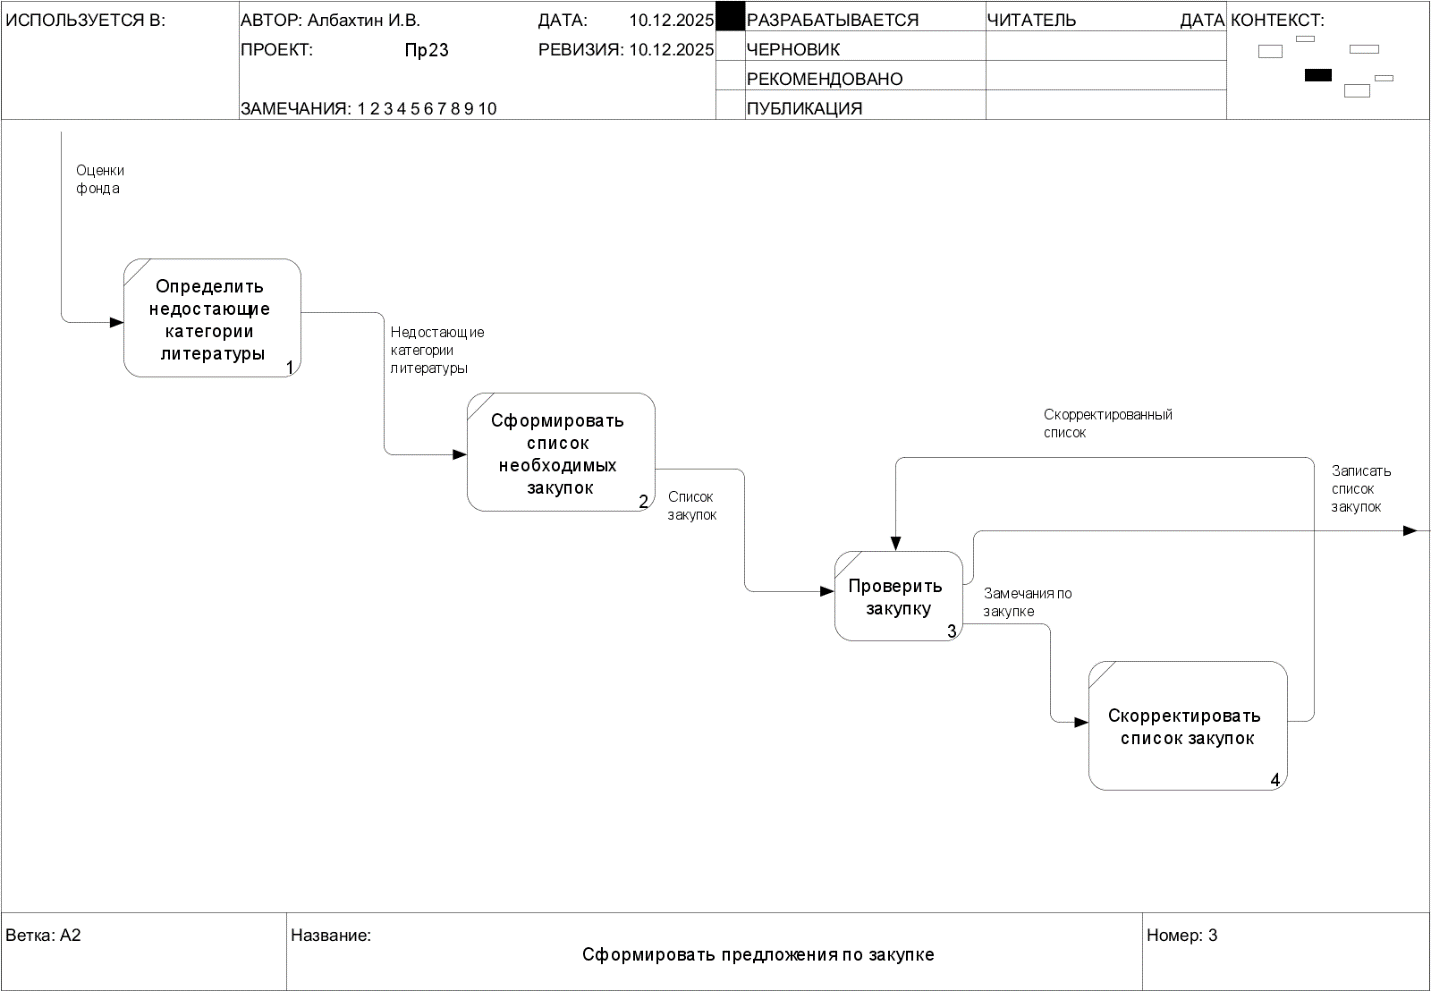 ИСПОЛЬЗУЕТСЯ В:
АВТОР: Албахтин И.В.
ДАТА: 10.12.2025
РАЗРАБАТЫВАЕТСЯ
ЧИТАТЕЛЬ
ДАТА
КОНТЕКСТ:
ПРОЕКТ: Пр23
РЕВИЗИЯ: 10.12.2025
ЧЕРНОВИК
РЕКОМЕНДОВАНО
ЗАМЕЧАНИЯ: 1 2 3 4 5 6 7 8 9 10
ПУБЛИКАЦИЯ
Оценки
фонда
Определить
недостающие
категории
литературы
1
Недостающие
категории
литературы
Сформировать
список
необходимых
закупок
2
Список
закупок
Скорректированный
список
Записать
список
закупок
Проверить
закупку
3
Замечания по
закупке
Скорректировать
список закупок
4
Ветка: A2
Название:
Сформировать предложения по закупке
Номер: 3